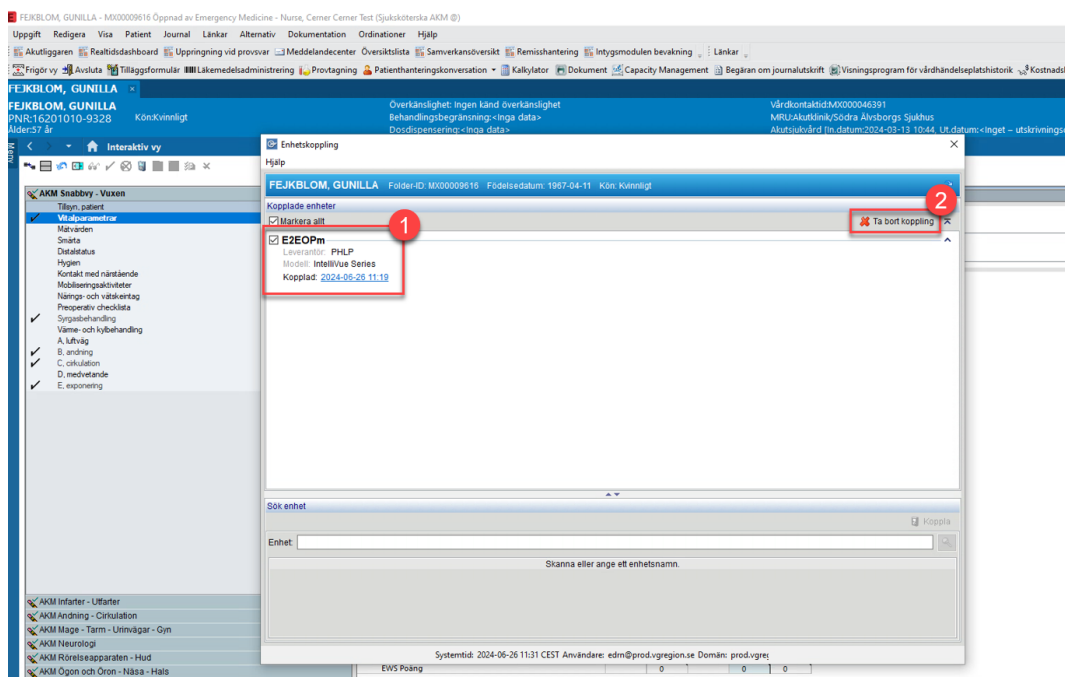 FEJKBLOM, GUNILLA - MX00009616 Öppnad av Emergency Medicine - Nurse, Cerner Cerner Test (Sjuksköterska AKM @)
Uppgift Redigera Visa Patient Journal Länkar Alternativ Dokumentation Ordinationer Hjälp
Akutliggaren Realtidsdashboard Uppringning vid provsvar Meddelandecenter Översiktslista Samverkansöversikt Remisshantering Intygsmodulen bevakning Länkar
Frigör vy Avsluta Tilläggsformulär Läkemedelsadministrering Provtagning Patienthanteringskonversation Kalkylator Dokument Capacity Management Begäran om journalutskrift Visningsprogram för vårdhändelseplatshistorik
FEJKBLOM, GUNILLA ×
FEJKBLOM, GUNILLA Överkänslighet: Ingen känd överkänslighet Vårdkontaktid:MX000046391
PNR:16201010-9328 Kön:Kvinnligt Behandlingsbegränsning:<Inga data> MRU:Akutklinik/Södra Älvsborgs Sjukhus
Ålder:57 år Dosdispensering:<Inga data> Akutsjukvård [In.datum:2024-03-13 10:44, Ut.datum:<Inget – utskrivningsd
Meny
Interaktiv vy
AKM Snabbvy - Vuxen
Tillsyn, patient
Vitalparametrar
Mätvärden
Smärta
Distalstatus
Hygien
Kontakt med närstående
Mobiliseringsaktiviteter
Närings- och vätskeintag
Preoperativ checklista
Syrgasbehandling
Värme- och kylbehandling
A, luftväg
B, andning
C, cirkulation
D, medvetande
E, exponering
AKM Infarter - Utfarter
AKM Andning - Cirkulation
AKM Mage - Tarm - Urinvägar - Gyn
AKM Neurologi
AKM Rörelseapparaten - Hud
AKM Ögon och Öron - Näsa - Hals
Enhetskoppling
Hjälp
FEJKBLOM, GUNILLA Folder-ID: MX00009616 Födelsedatum: 1967-04-11 Kön: Kvinnligt
Kopplade enheter
Markera allt
1
2
Ta bort koppling
E2EOPm
Leverantör: PHLP
Modell: IntelliVue Series
Kopplad: 2024-06-26 11:19
Sök enhet
Koppla
Enhet:
Skanna eller ange ett enhetsnamn.
Systemtid: 2024-06-26 11:31 CEST Användare: edrn@prod.vgregion.se Domän: prod.vgreg
EWS Poäng 0 0 0